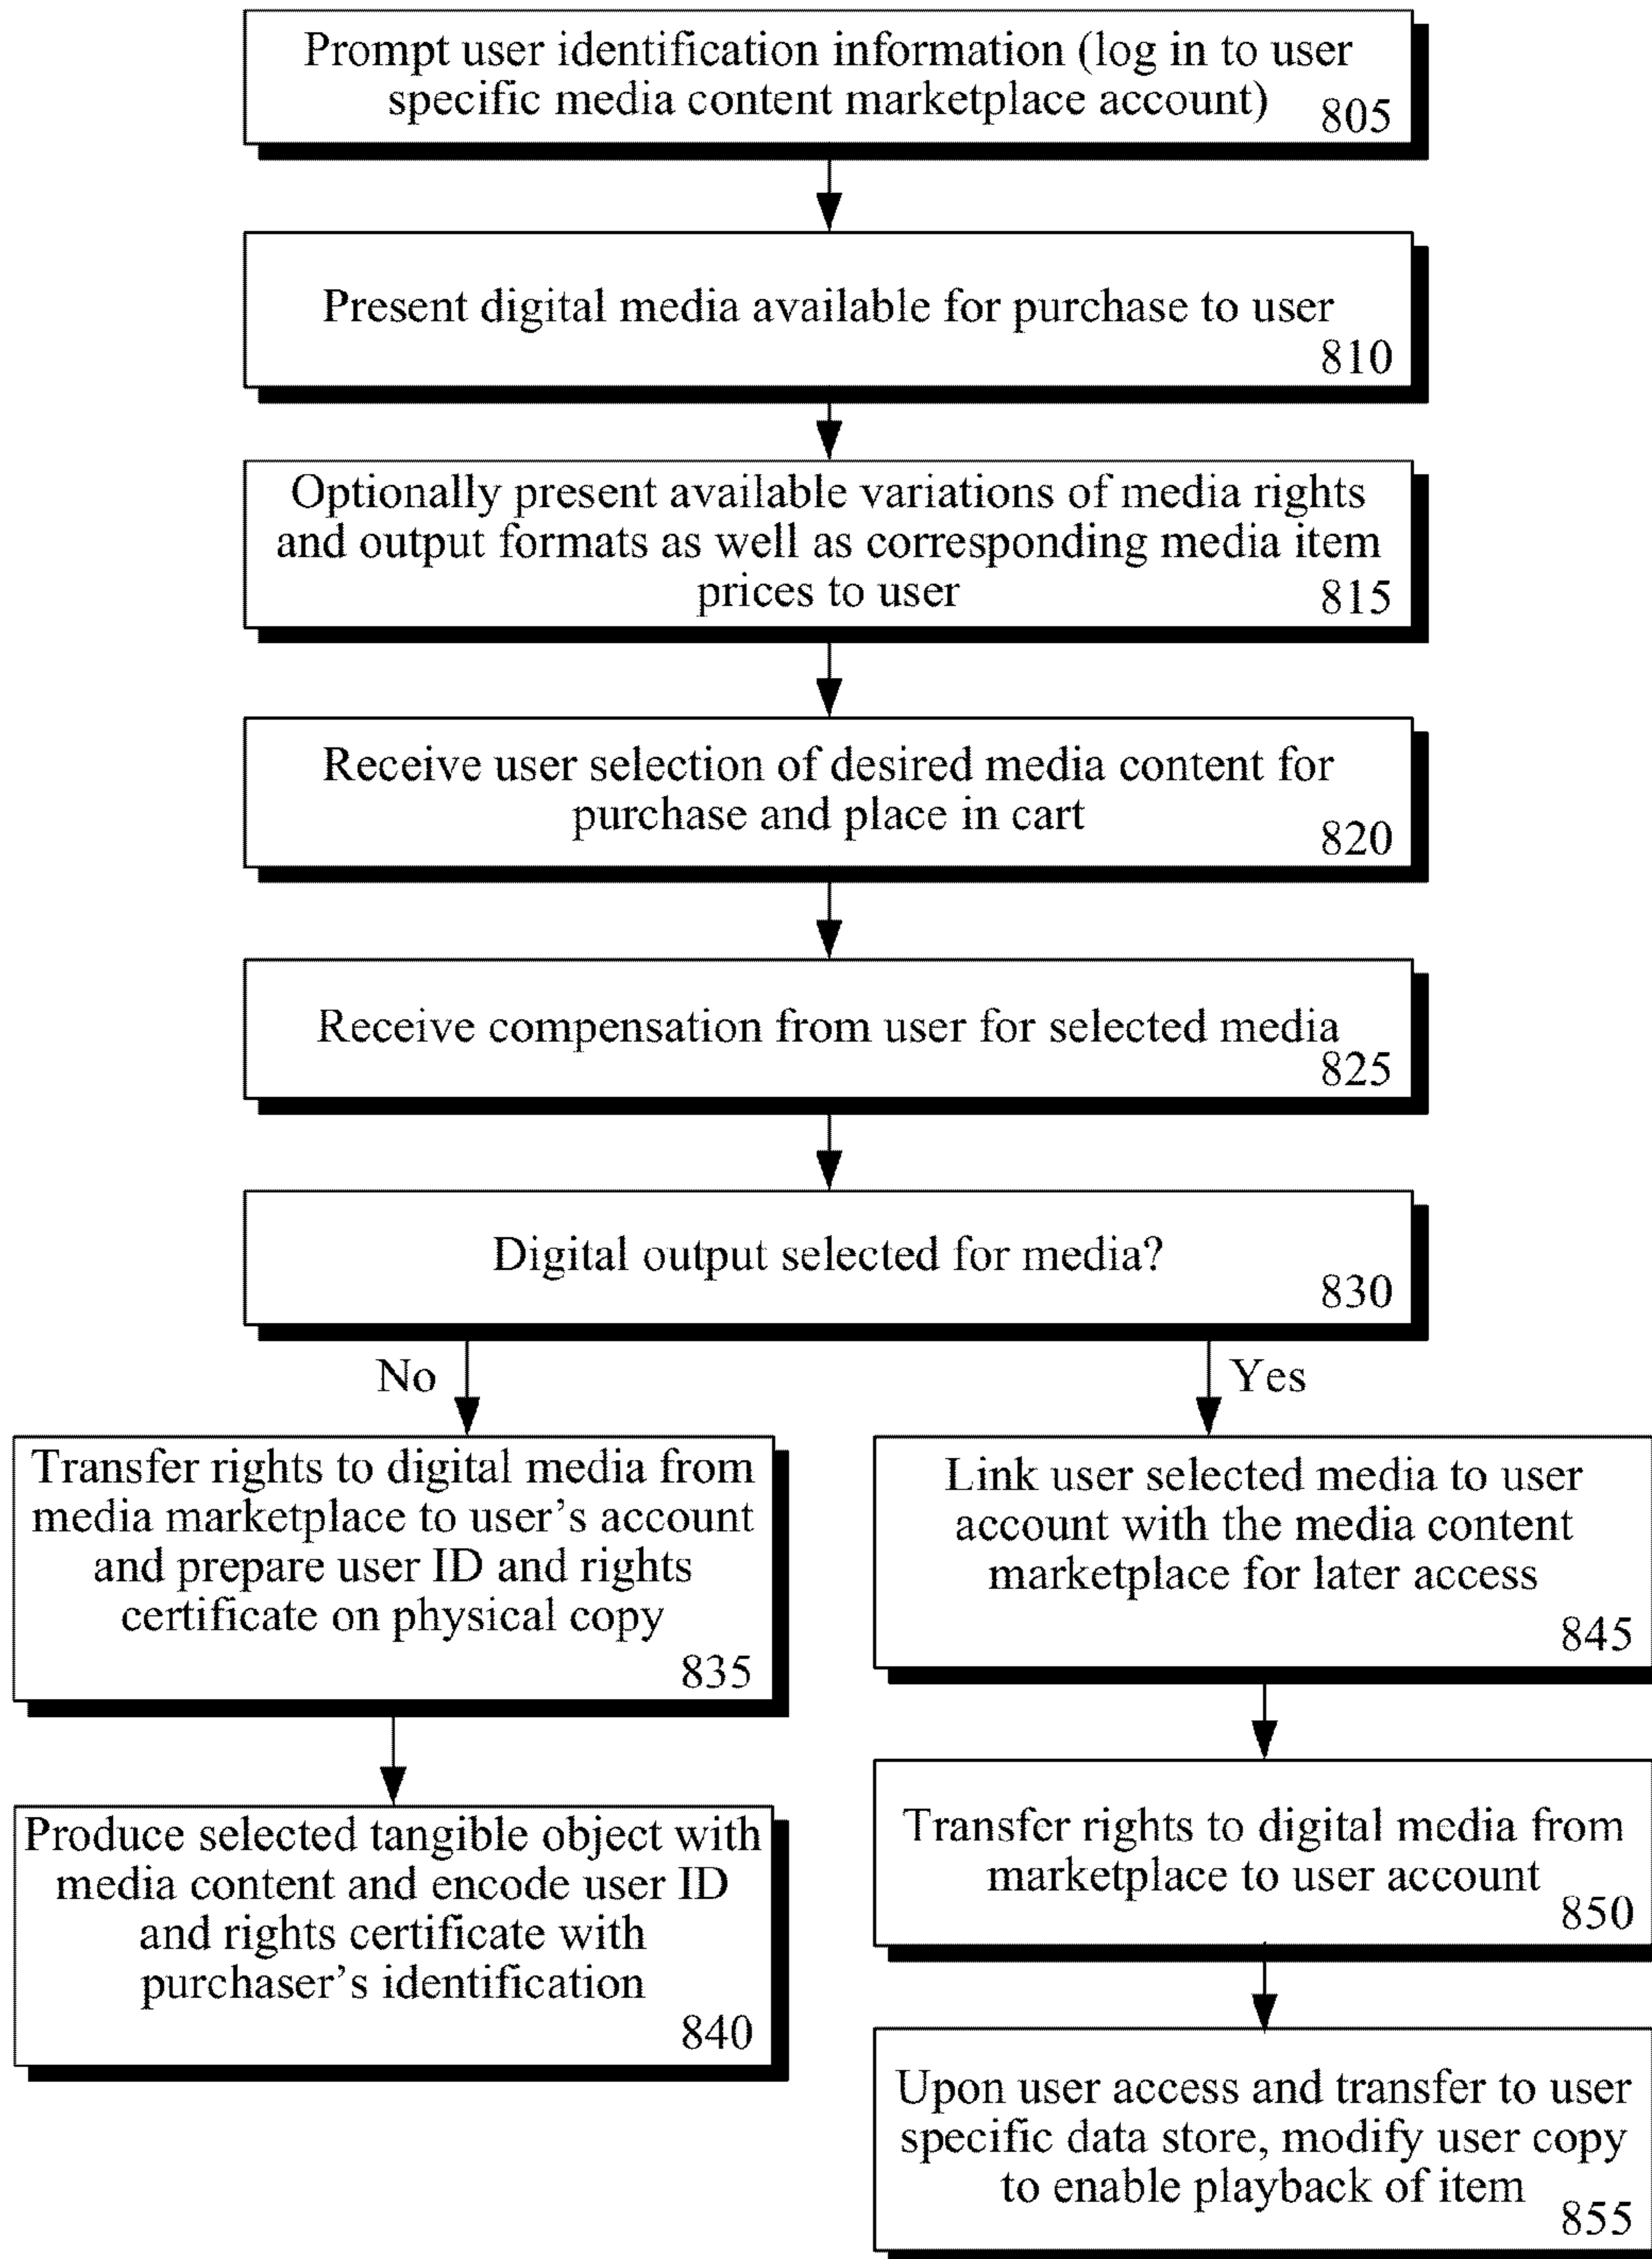 Prompt user identification information (log in to user
specific media content marketplace account)
805
Present digital media available for purchase to user
810
Optionally present available variations of media rights
and output formats as well as corresponding media item
prices to user
815
Receive user selection of desired media content for
purchase and place in cart
820
Receive compensation from user for selected media
825
Digital output selected for media?
830
No
Yes
Transfer rights to digital media from
media marketplace to user’s account
and prepare user ID and rights
certificate on physical copy
835
Produce selected tangible object with
media content and encode user ID
and rights certificate with
purchaser’s identification
840
Link user selected media to user
account with the media content
marketplace for later access
845
Transfer rights to digital media from
marketplace to user account
850
Upon user access and transfer to user
specific data store, modify user copy
to enable playback of item
855